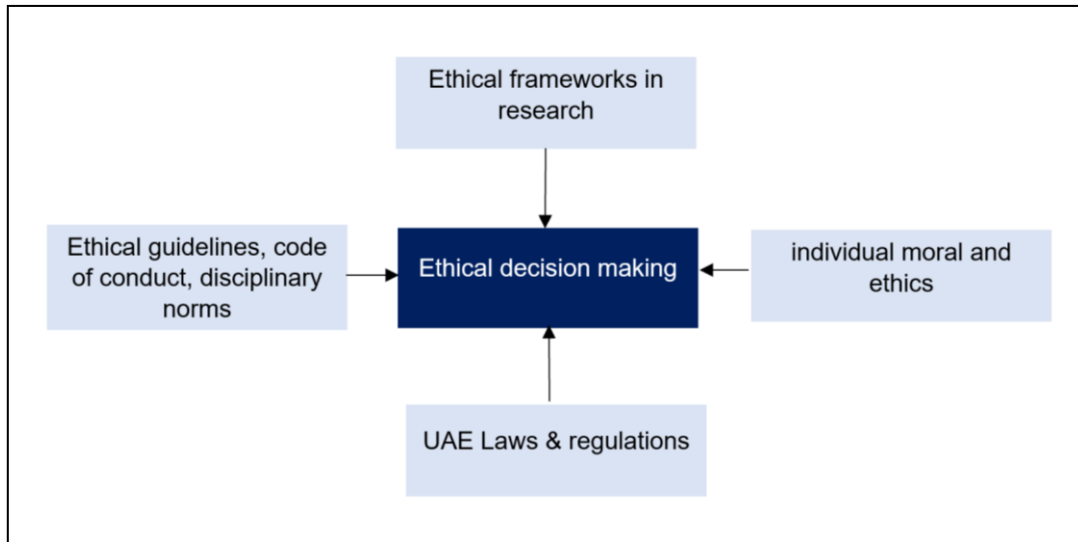 Ethical frameworks in
research
Ethical guidelines, code
of conduct, disciplinary
norms
Ethical decision making
individual moral and
ethics
UAE Laws & regulations